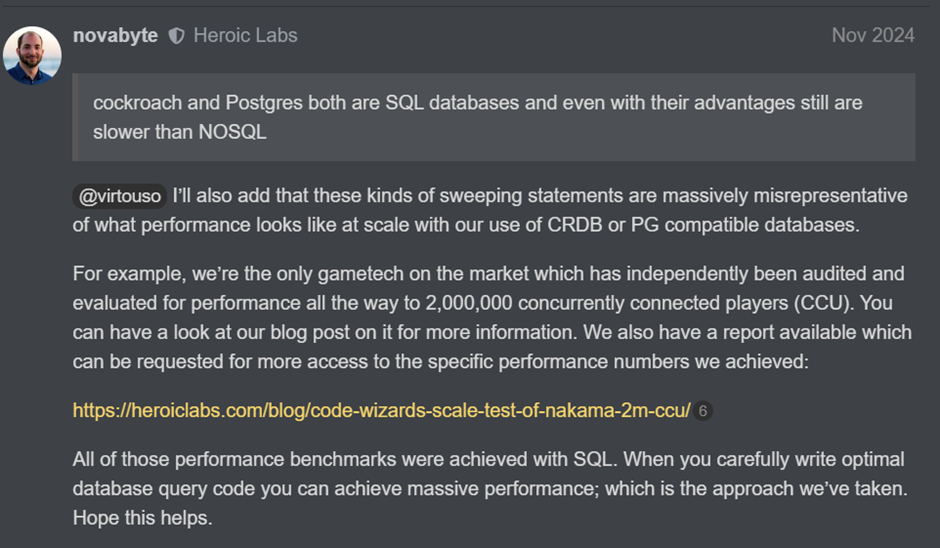 novabyte Heroic Labs Nov 2024
cockroach and Postgres both are SQL databases and even with their advantages still are
slower than NOSQL
@virtouso I’ll also add that these kinds of sweeping statements are massively misrepresentative
of what performance looks like at scale with our use of CRDB or PG compatible databases.
For example, we’re the only gametech on the market which has independently been audited and
evaluated for performance all the way to 2,000,000 concurrently connected players (CCU). You
can have a look at our blog post on it for more information. We also have a report available which
can be requested for more access to the specific performance numbers we achieved:
https://heroiclabs.com/blog/code-wizards-scale-test-of-nakama-2m-ccu/ 6
All of those performance benchmarks were achieved with SQL. When you carefully write optimal
database query code you can achieve massive performance; which is the approach we’ve taken.
Hope this helps.